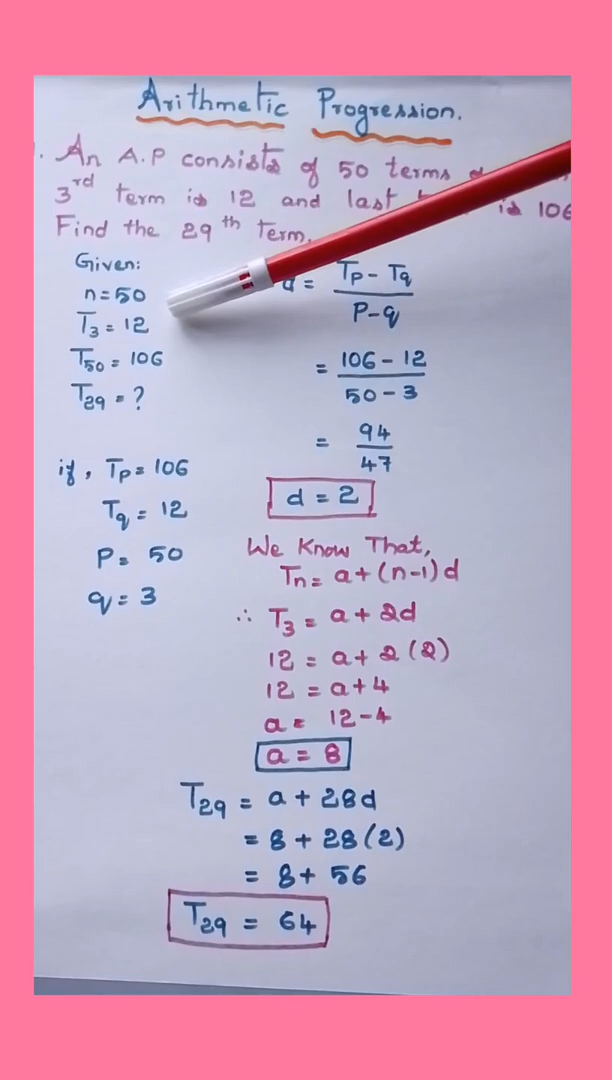 Arithmetic Progression.
. An A.P consists of 50 terms
3rd term is 12 and last is 106
Find the 29th term.
Given:
n=50
T3 = 12
T50 = 106
T29 = ?
if, Tp = 106
Tq = 12
P = 50
q = 3
d = Tp - Tq / P-q
= 106 - 12 / 50 - 3
= 94 / 47
d = 2
We Know That,
Tn = a + (n-1) d
∴ T3 = a + 2d
12 = a + 2 (2)
12 = a + 4
a = 12 - 4
a = 8
T29 = a + 28d
= 8 + 28 (2)
= 8 + 56
T29 = 64